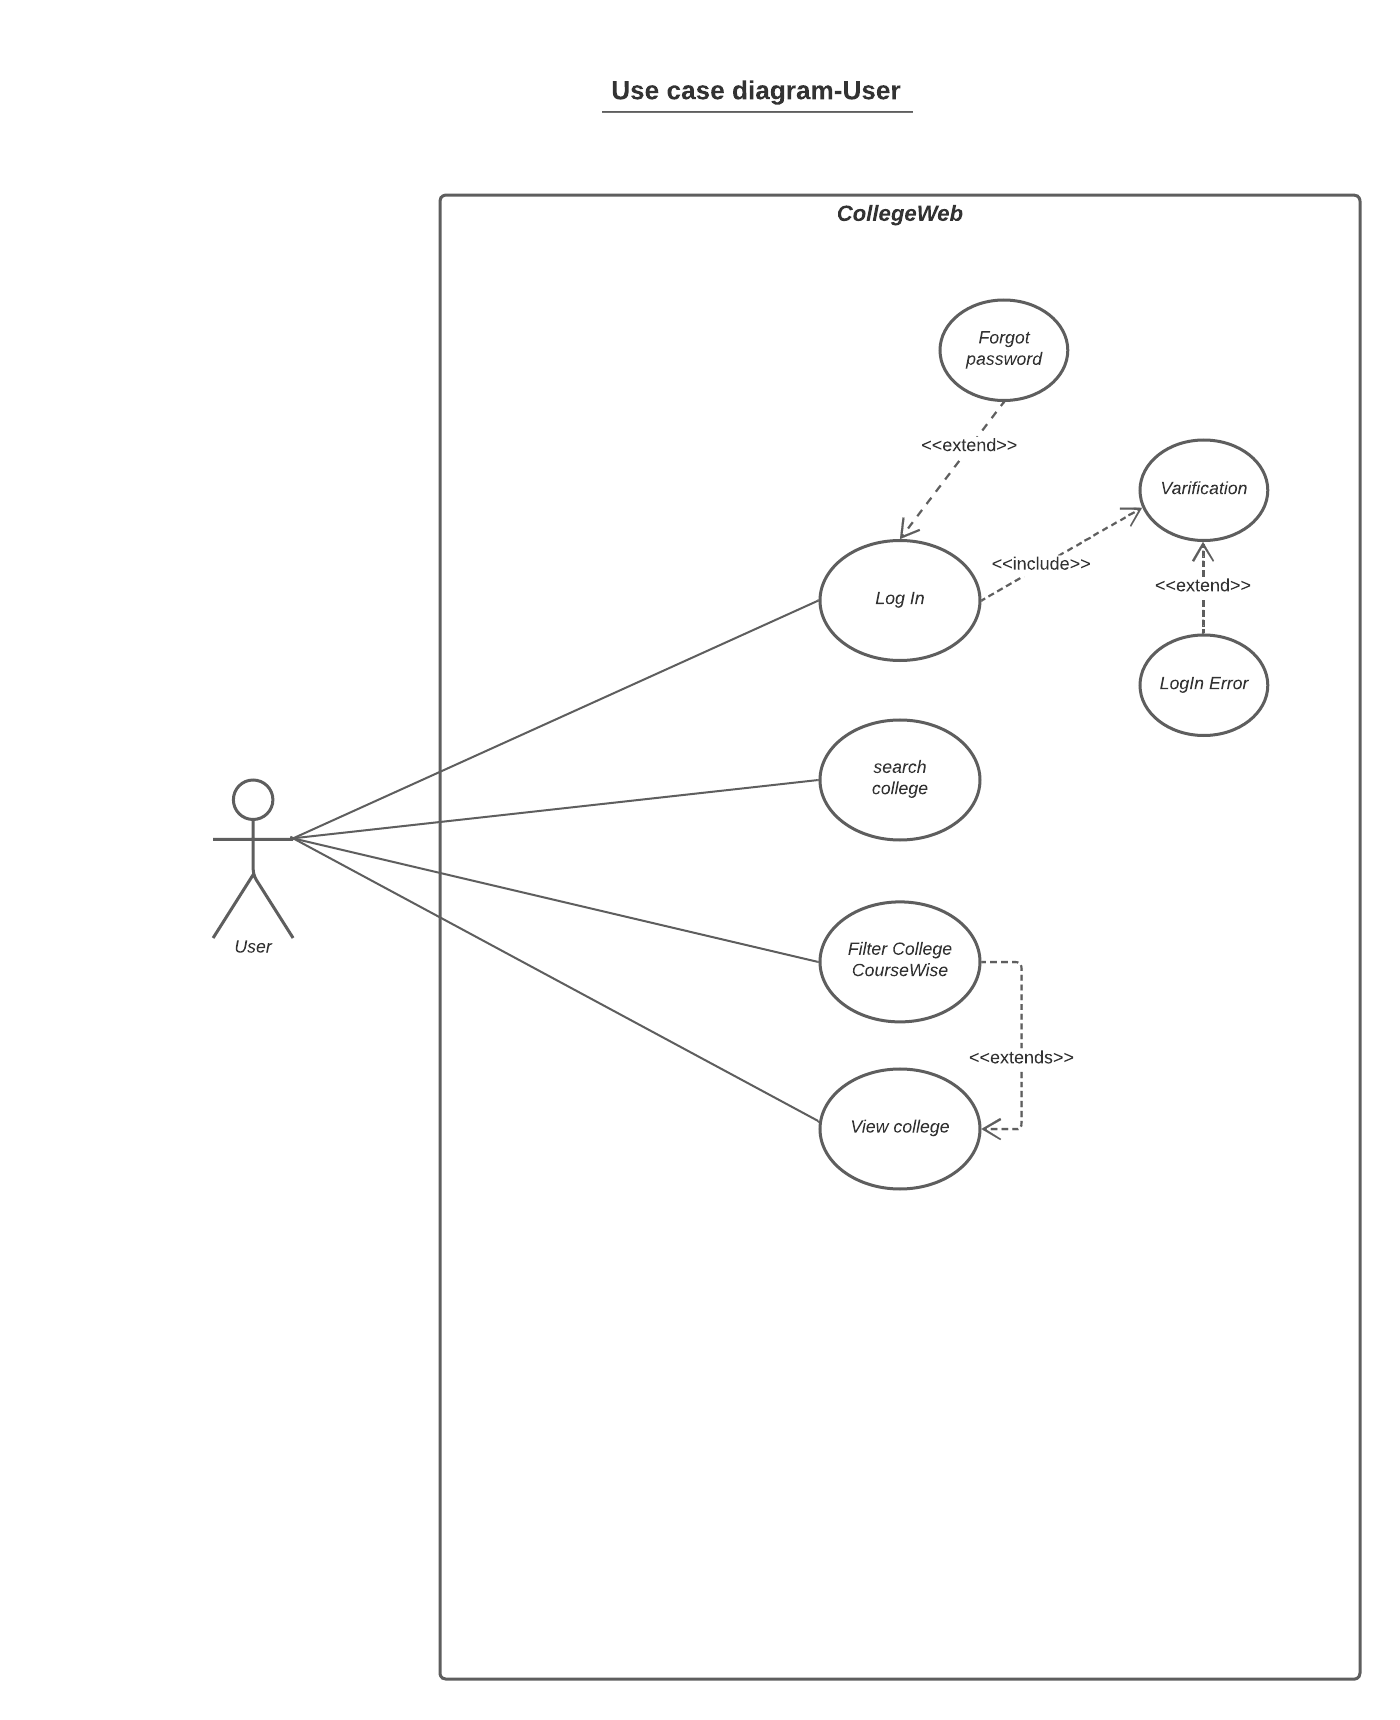 Use case diagram-User
CollegeWeb
Forgot
password
<<extend>>
Varification
<<include>>
<<extend>>
Log In
LogIn Error
search
college
User
Filter College
CourseWise
<<extends>>
View college